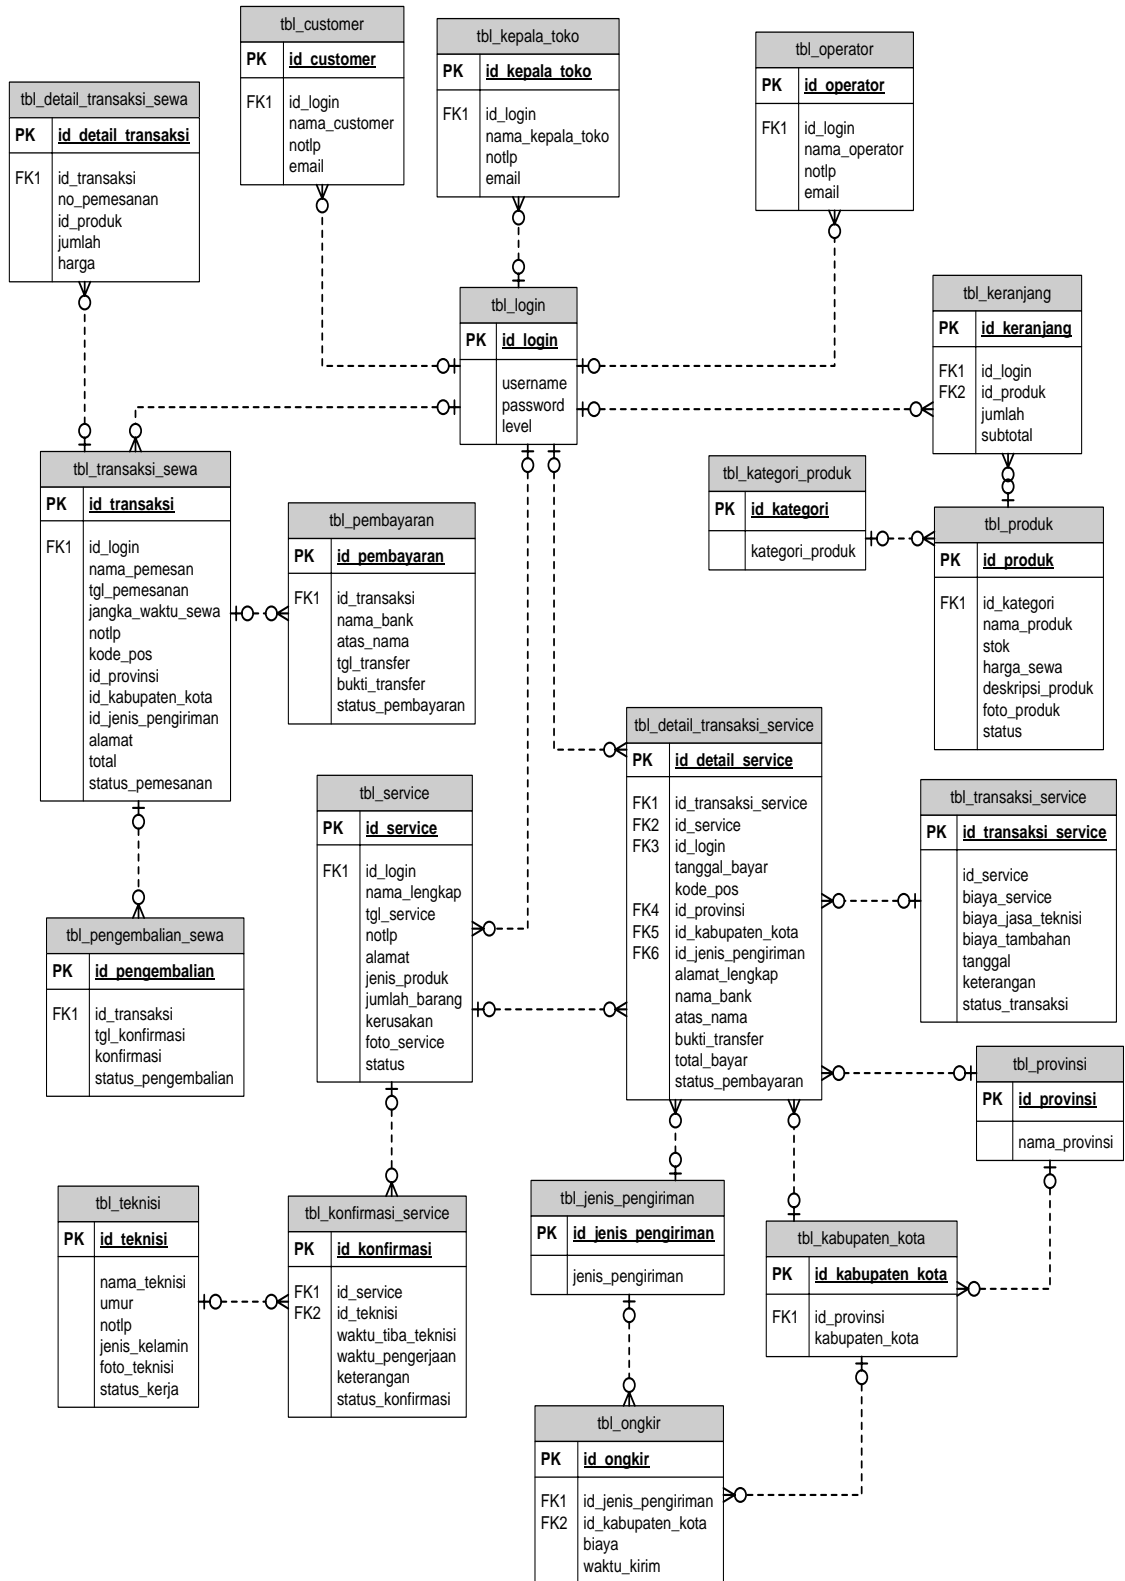 tbl_customer
PK id_customer
FK1 id_login
nama_customer
notlp
email
tbl_kepala_toko
PK id_kepala_toko
FK1 id_login
nama_kepala_toko
notlp
email
tbl_operator
PK id_operator
FK1 id_login
nama_operator
notlp
email
tbl_detail_transaksi_sewa
PK id_detail_transaksi
FK1 id_transaksi
no_pemesanan
id_produk
jumlah
harga
tbl_login
PK id_login
username
password
level
tbl_keranjang
PK id_keranjang
FK1 id_login
FK2 id_produk
jumlah
subtotal
tbl_transaksi_sewa
PK id_transaksi
FK1 id_login
nama_pemesan
tgl_pemesanan
jangka_waktu_sewa
notlp
kode_pos
id_provinsi
id_kabupaten_kota
id_jenis_pengiriman
alamat
total
status_pemesanan
tbl_pembayaran
PK id_pembayaran
FK1 id_transaksi
nama_bank
atas_nama
tgl_transfer
bukti_transfer
status_pembayaran
tbl_kategori_produk
PK id_kategori
kategori_produk
tbl_produk
PK id_produk
FK1 id_kategori
nama_produk
stok
harga_sewa
deskripsi_produk
foto_produk
status
tbl_detail_transaksi_service
PK id_detail_service
FK1 id_transaksi_service
FK2 id_service
FK3 id_login
tanggal_bayar
kode_pos
FK4 id_provinsi
FK5 id_kabupaten_kota
FK6 id_jenis_pengiriman
alamat_lengkap
nama_bank
atas_nama
bukti_transfer
total_bayar
status_pembayaran
tbl_service
PK id_service
FK1 id_login
nama_lengkap
tgl_service
notlp
alamat
jenis_produk
jumlah_barang
kerusakan
foto_service
status
tbl_transaksi_service
PK id_transaksi_service
id_service
biaya_service
biaya_jasa_teknisi
biaya_tambahan
tanggal
keterangan
status_transaksi
tbl_pengembalian_sewa
PK id_pengembalian
FK1 id_transaksi
tgl_konfirmasi
konfirmasi
status_pengembalian
tbl_provinsi
PK id_provinsi
nama_provinsi
tbl_teknisi
PK id_teknisi
nama_teknisi
umur
notlp
jenis_kelamin
foto_teknisi
status_kerja
tbl_konfirmasi_service
PK id_konfirmasi
FK1 id_service
FK2 id_teknisi
waktu_tiba_teknisi
waktu_pengerjaan
keterangan
status_konfirmasi
tbl_jenis_pengiriman
PK id_jenis_pengiriman
jenis_pengiriman
tbl_kabupaten_kota
PK id_kabupaten_kota
FK1 id_provinsi
kabupaten_kota
tbl_ongkir
PK id_ongkir
FK1 id_jenis_pengiriman
FK2 id_kabupaten_kota
biaya
waktu_kirim